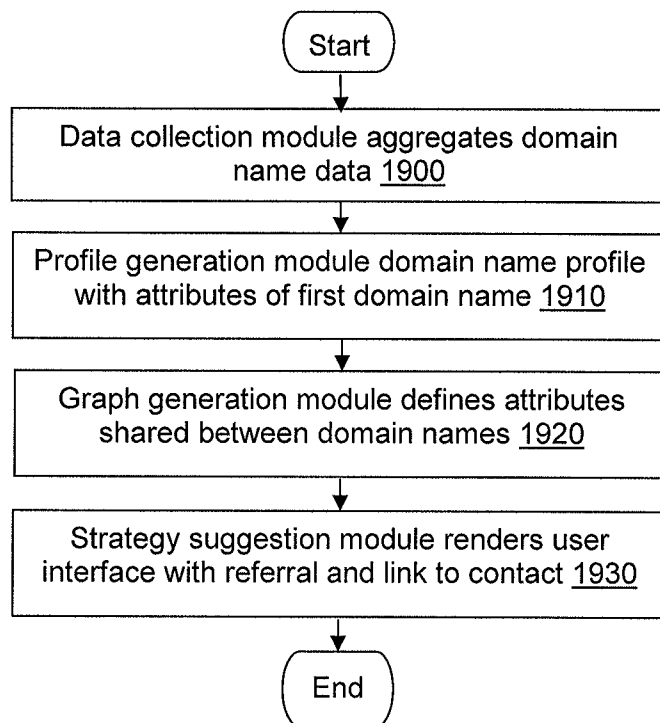 Start
Data collection module aggregates domain
name data 1900
Profile generation module domain name profile
with attributes of first domain name 1910
Graph generation module defines attributes
shared between domain names 1920
Strategy suggestion module renders user
interface with referral and link to contact 1930
End